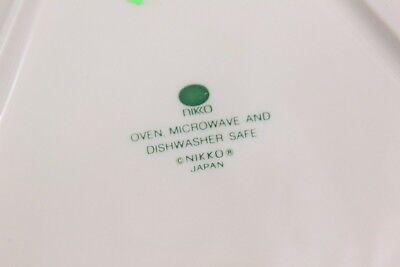 nikko
OVEN, MICROWAVE AND
DISHWASHER SAFE
©NIKKO®
JAPAN